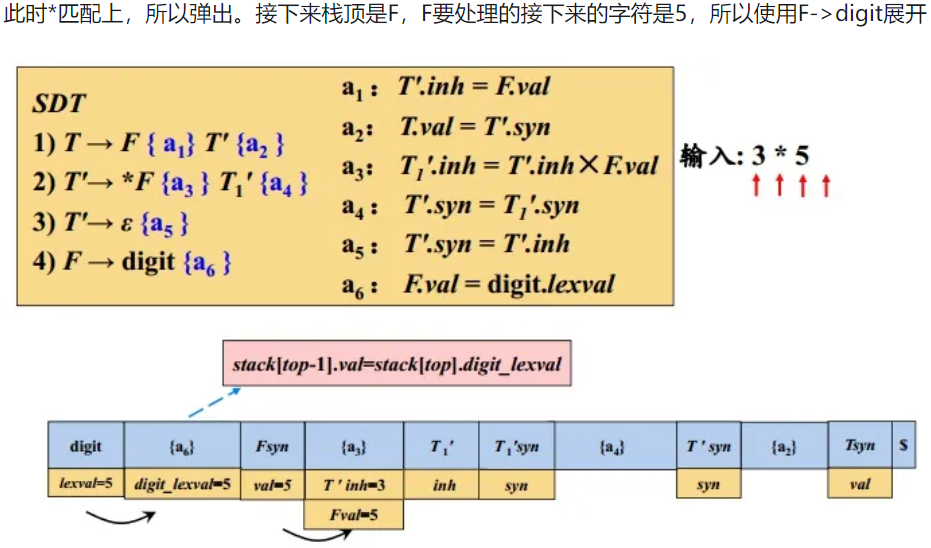 此时*匹配上，所以弹出。接下来栈顶是F，F要处理的接下来的字符是5，所以使用F->digit展开
SDT
1) T → F { a₁} T′ {a₂ }
2) T′→ *F {a₃ } T₁′ {a₄ }
3) T′→ ε {a₅ }
4) F → digit {a₆ }
a₁： T′.inh = F.val
a₂： T.val = T′.syn
a₃： T₁′.inh = T′.inh×F.val
a₄： T′.syn = T₁′.syn
a₅： T′.syn = T′.inh
a₆： F.val = digit.lexval
输入: 3 * 5
stack[top-1].val=stack[top].digit_lexval
digit {a₆} Fsyn {a₃} T₁′ T₁′syn {a₄} T′ syn {a₂} Tsyn $
lexval=5 digit_lexval=5 val=5 T′ inh=3 inh syn syn val
Fval=5